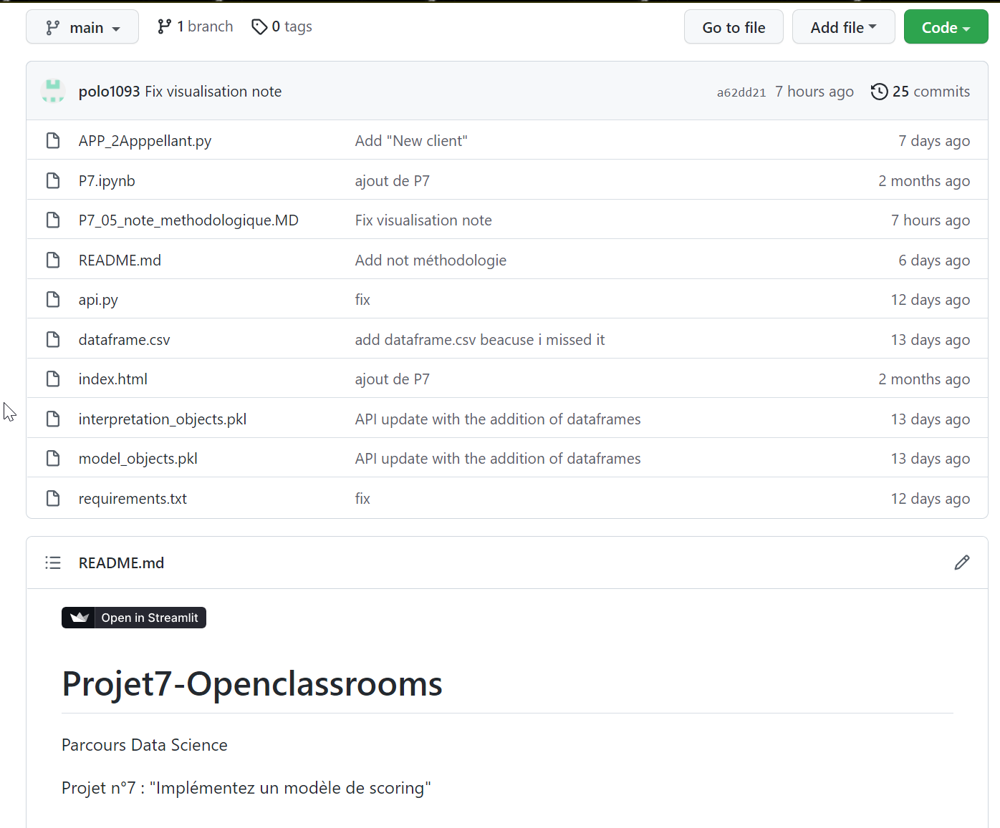 main 1 branch 0 tags Go to file Add file Code
polo1093 Fix visualisation note a62dd21 7 hours ago 25 commits
APP_2Apppellant.py Add "New client" 7 days ago
P7.ipynb ajout de P7 2 months ago
P7_05_note_methodologique.MD Fix visualisation note 7 hours ago
README.md Add not méthodologie 6 days ago
api.py fix 12 days ago
dataframe.csv add dataframe.csv beacuse i missed it 13 days ago
index.html ajout de P7 2 months ago
interpretation_objects.pkl API update with the addition of dataframes 13 days ago
model_objects.pkl API update with the addition of dataframes 13 days ago
requirements.txt fix 12 days ago
README.md
Open in Streamlit
Projet7-Openclassrooms
Parcours Data Science
Projet n°7 : "Implémentez un modèle de scoring"